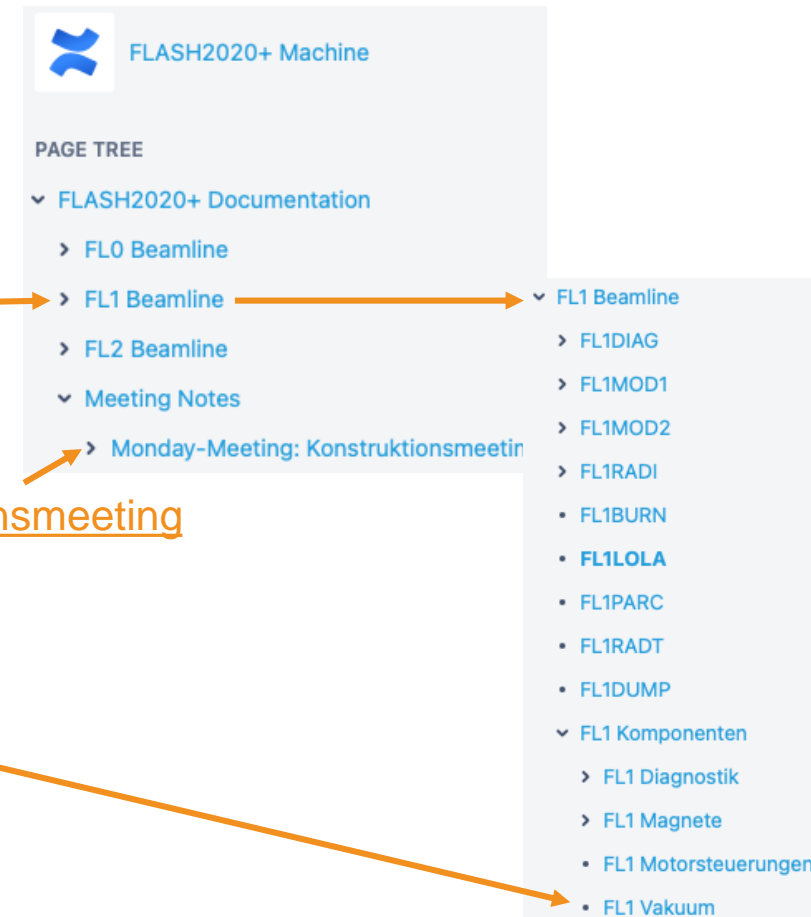 FLASH2020+ Machine
PAGE TREE
FLASH2020+ Documentation
FL0 Beamline
FL1 Beamline
FL2 Beamline
Meeting Notes
Monday-Meeting: Konstruktionsmeetin
nsmeeting
FL1 Beamline
FL1DIAG
FL1MOD1
FL1MOD2
FL1RADI
FL1BURN
FL1LOLA
FL1PARC
FL1RADT
FL1DUMP
FL1 Komponenten
FL1 Diagnostik
FL1 Magnete
FL1 Motorsteuerungen
FL1 Vakuum